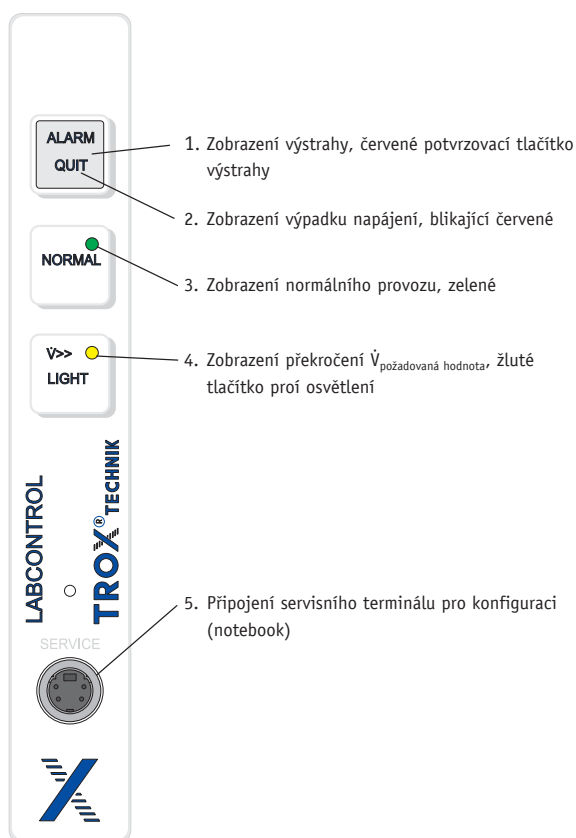 ALARM
QUIT
1. Zobrazení výstrahy, červené potvrzovací tlačítko
výstrahy
2. Zobrazení výpadku napájení, blikající červené
NORMAL
3. Zobrazení normálního provozu, zelené
V̇>>
LIGHT
4. Zobrazení překročení V̇požadovaná hodnota, žluté
tlačítko proí osvětlení
LABCONTROL
TROX® TECHNIK
5. Připojení servisního terminálu pro konfiguraci
(notebook)
SERVICE